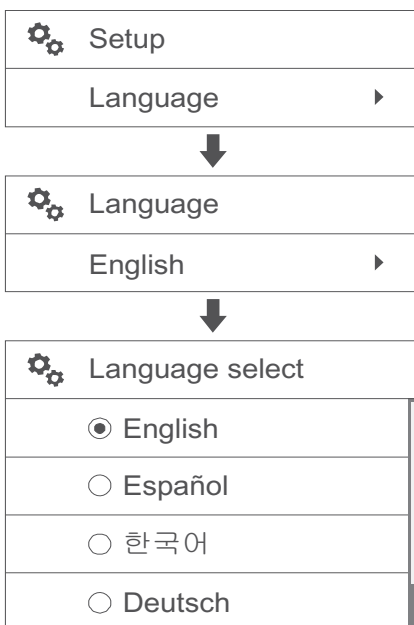 Setup
Language
Language
English
Language select
English
Español
한국어
Deutsch